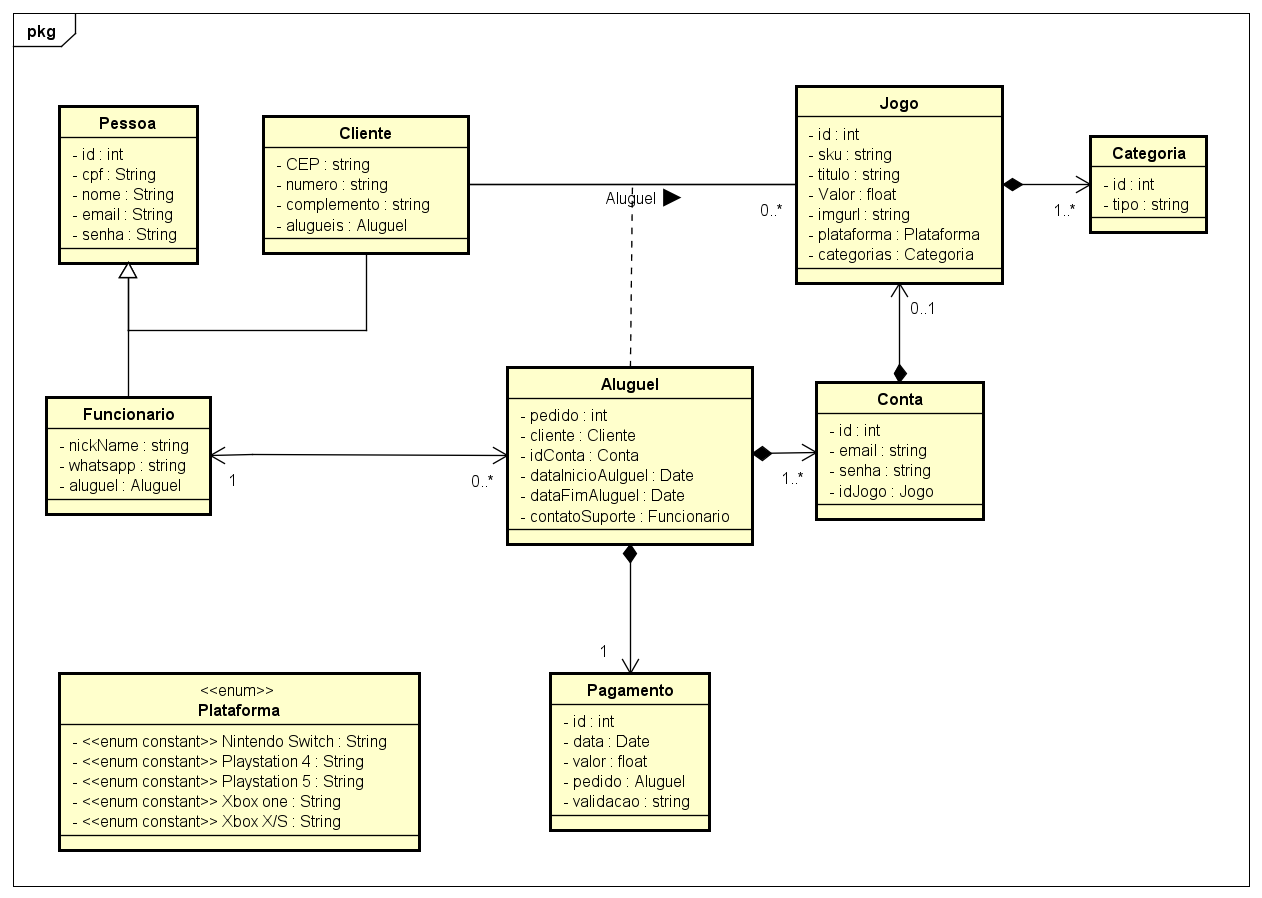 pkg
Pessoa
- id : int
- cpf : String
- nome : String
- email : String
- senha : String
Cliente
- CEP : string
- numero : string
- complemento : string
- alugueis : Aluguel
Aluguel
0..*
Jogo
- id : int
- sku : string
- titulo : string
- Valor : float
- imgurl : string
- plataforma : Plataforma
- categorias : Categoria
1..*
Categoria
- id : int
- tipo : string
0..1
Funcionario
- nickName : string
- whatsapp : string
- aluguel : Aluguel
1
0..*
Aluguel
- pedido : int
- cliente : Cliente
- idConta : Conta
- dataInicioAulguel : Date
- dataFimAluguel : Date
- contatoSuporte : Funcionario
1..*
Conta
- id : int
- email : string
- senha : string
- idJogo : Jogo
1
Pagamento
- id : int
- data : Date
- valor : float
- pedido : Aluguel
- validacao : string
<<enum>>
Plataforma
- <<enum constant>> Nintendo Switch : String
- <<enum constant>> Playstation 4 : String
- <<enum constant>> Playstation 5 : String
- <<enum constant>> Xbox one : String
- <<enum constant>> Xbox X/S : String